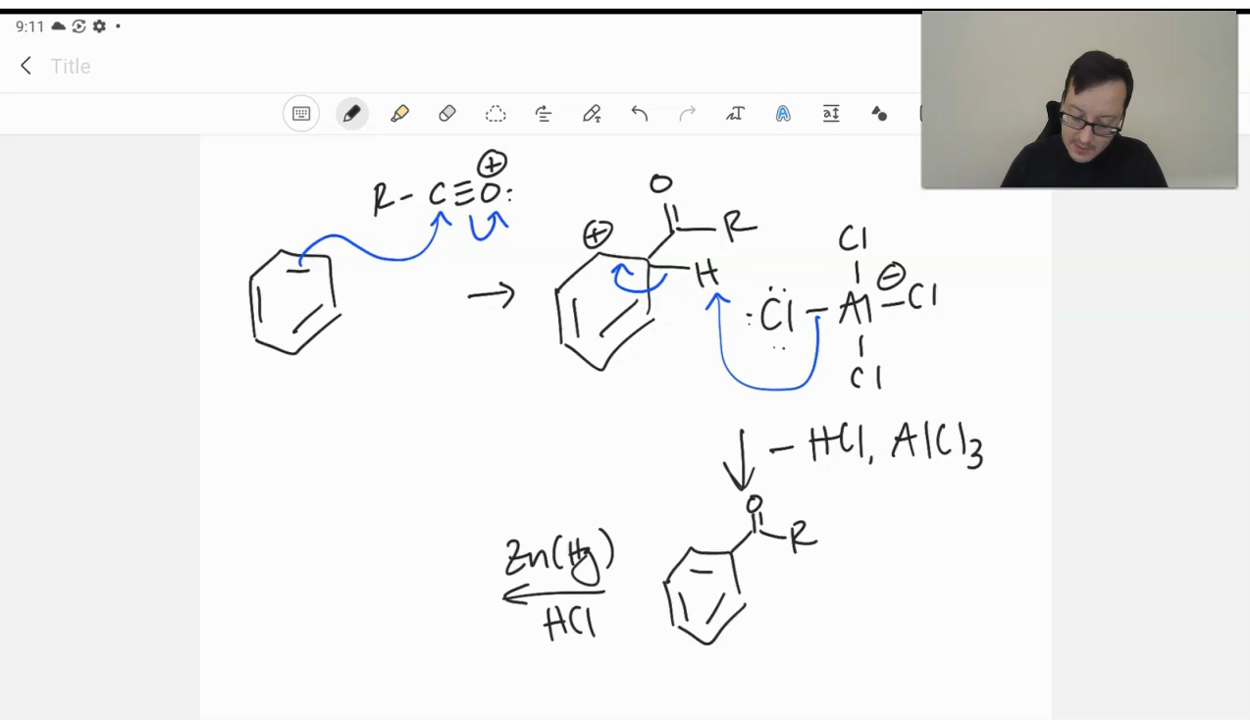 9:11
Title
R-C≡O:
⊕
O
R
⊕
H
:Cl-Al-Cl
Cl
⊖
Cl
- HCl, AlCl3
O
R
Zn(Hg)
HCl